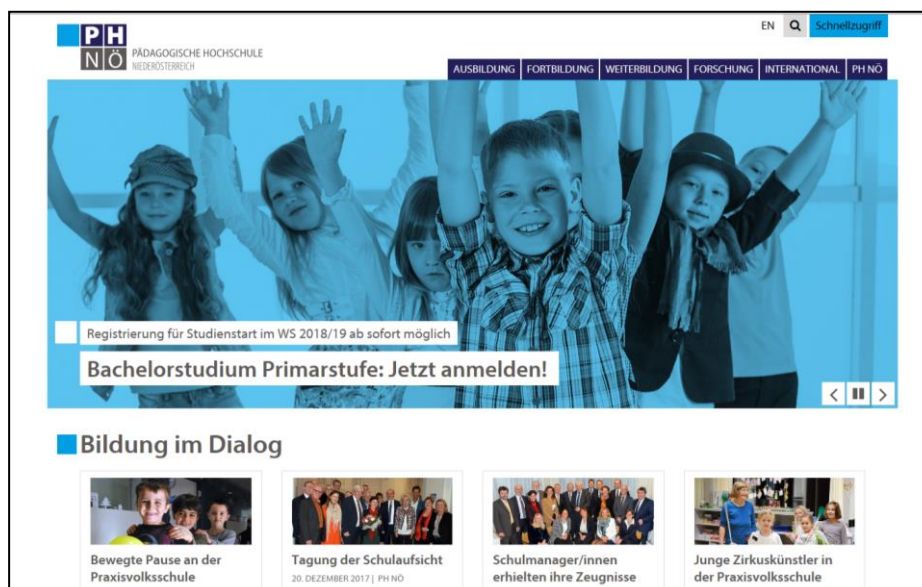 EN Schnellzugriff
PH
NÖ
PÄDAGOGISCHE HOCHSCHULE
NIEDERÖSTERREICH
AUSBILDUNG FORTBILDUNG WEITERBILDUNG FORSCHUNG INTERNATIONAL PH NÖ
Registrierung für Studienstart im WS 2018/19 ab sofort möglich
Bachelorstudium Primarstufe: Jetzt anmelden!
Bildung im Dialog
Bewegte Pause an der
Praxisvolksschule
Tagung der Schulaufsicht
20. DEZEMBER 2017 | PH NÖ
Schulmanager/innen
erhielten ihre Zeugnisse
Junge Zirkuskünstler in
der Praxisvolksschule